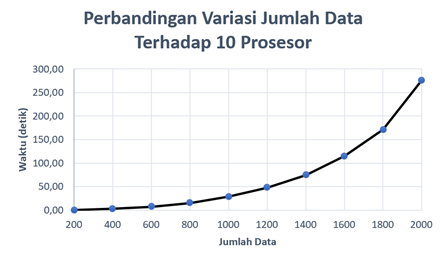 Perbandingan Variasi Jumlah Data
Terhadap 10 Prosesor
300,00
250,00
200,00
150,00
100,00
50,00
0,00
Waktu (detik)
200 400 600 800 1000 1200 1400 1600 1800 2000
Jumlah Data